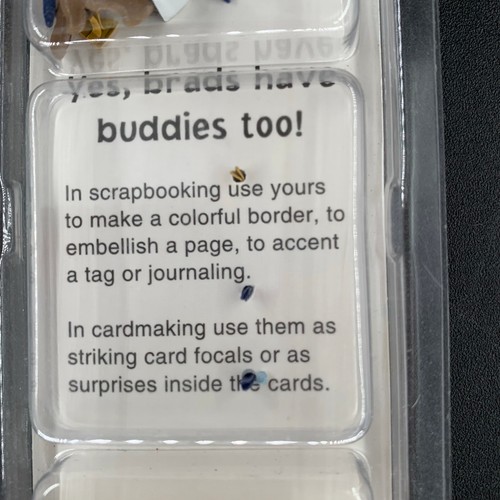 yes, brads have
buddies too!
In scrapbooking use yours
to make a colorful border, to
embellish a page, to accent
a tag or journaling.
In cardmaking use them as
striking card focals or as
surprises inside the cards.